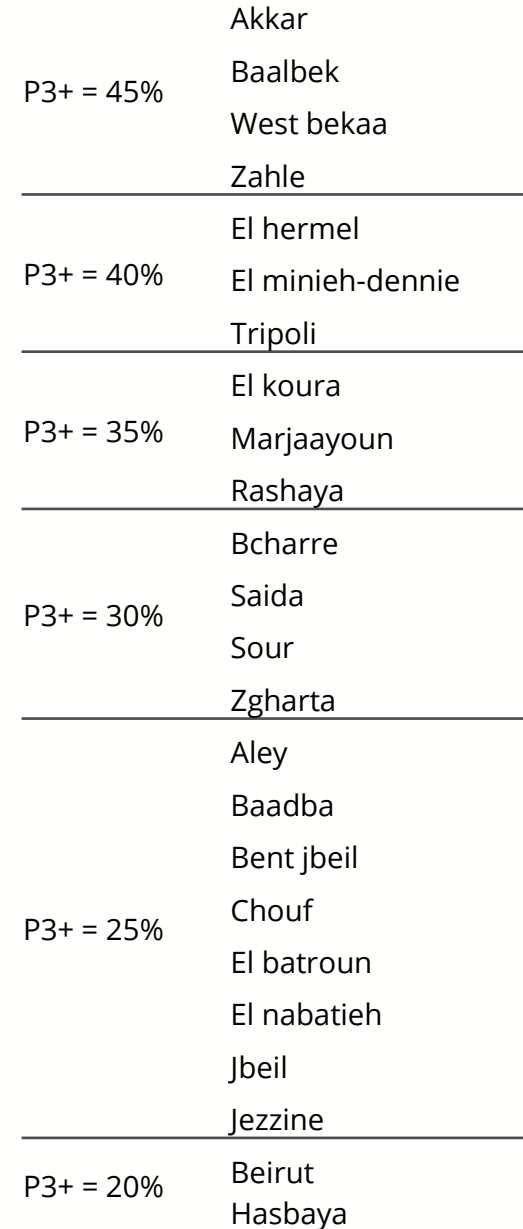 P3+ = 45%
Akkar
Baalbek
West bekaa
Zahle
P3+ = 40%
El hermel
El minieh-dennie
Tripoli
P3+ = 35%
El koura
Marjaayoun
Rashaya
P3+ = 30%
Bcharre
Saida
Sour
Zgharta
P3+ = 25%
Aley
Baadba
Bent jbeil
Chouf
El batroun
El nabatieh
Jbeil
Jezzine
P3+ = 20%
Beirut
Hasbaya